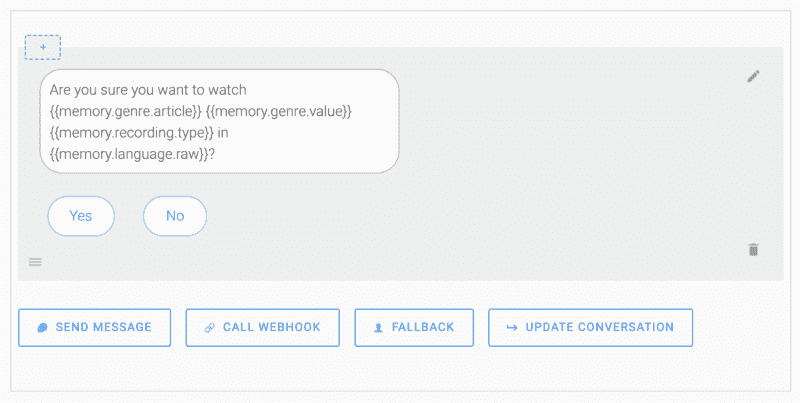 +
Are you sure you want to watch
{{memory.genre.article}} {{memory.genre.value}}
{{memory.recording.type}} in
{{memory.language.raw}}?
Yes No
SEND MESSAGE CALL WEBHOOK FALLBACK UPDATE CONVERSATION